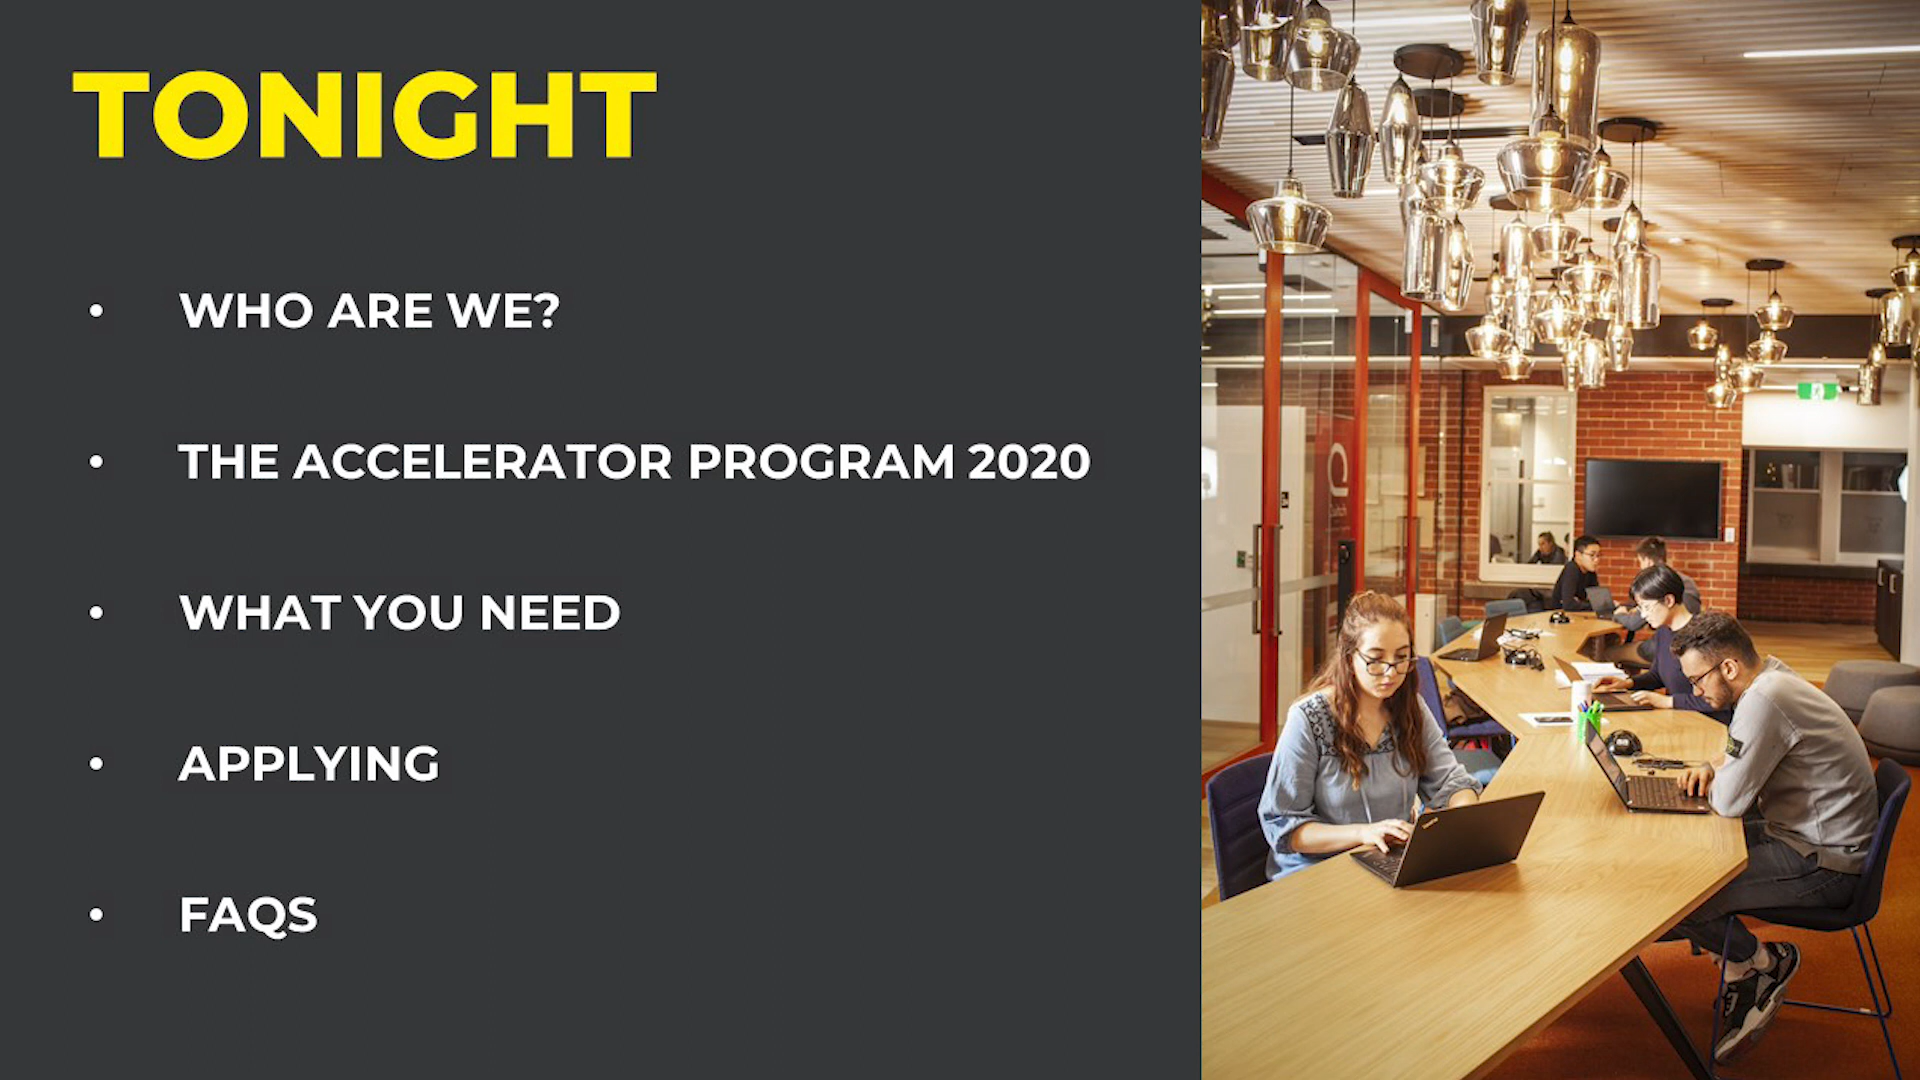 TONIGHT
• WHO ARE WE?
• THE ACCELERATOR PROGRAM 2020
• WHAT YOU NEED
• APPLYING
• FAQS